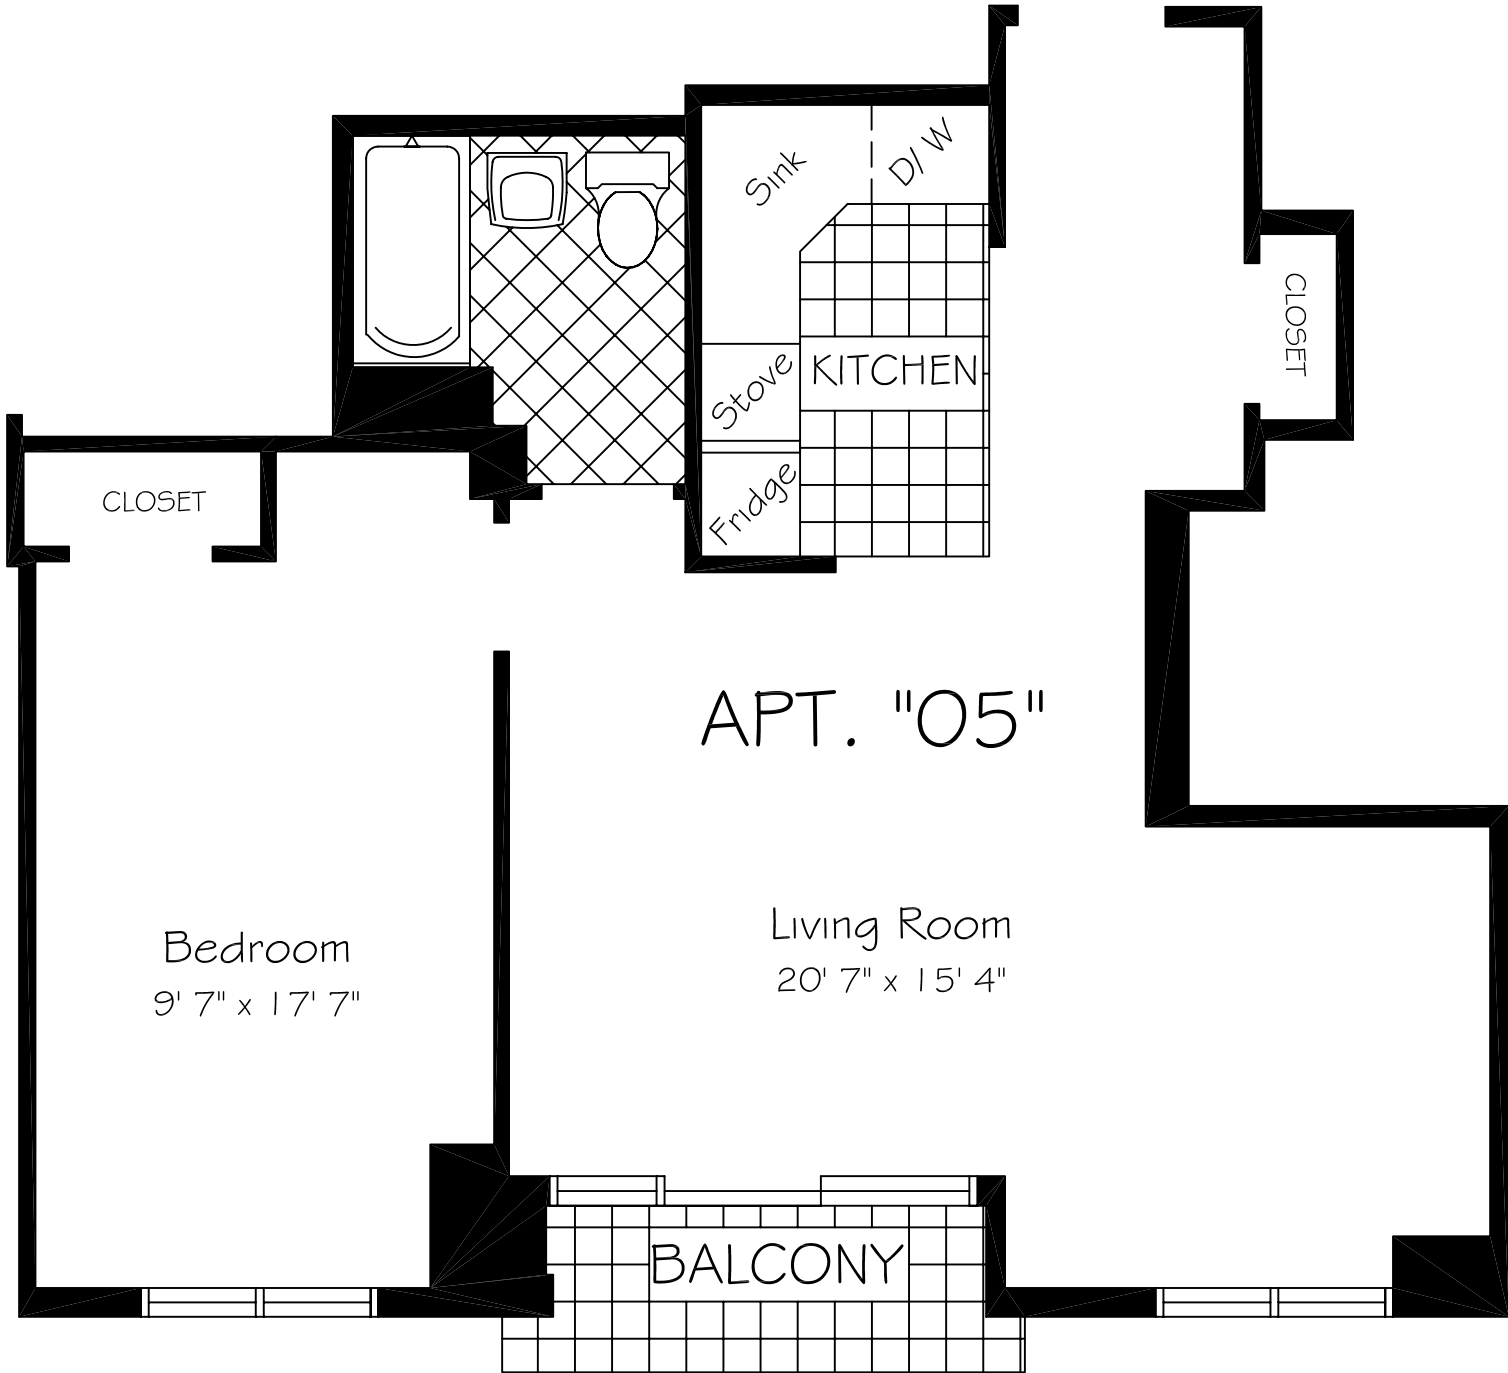 Sink
D/W
CLOSET
Stove
KITCHEN
Fridge
CLOSET
APT. "05"
Living Room
20' 7" x 15' 4"
Bedroom
9' 7" x 17' 7"
BALCONY